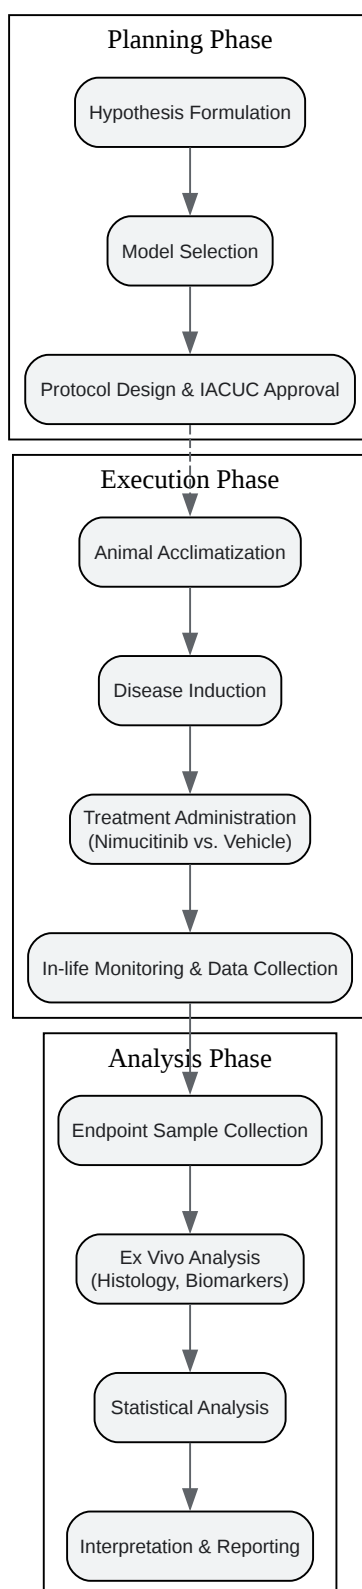 Planning Phase
Hypothesis Formulation
Model Selection
Protocol Design & IACUC Approval
Execution Phase
Animal Acclimatization
Disease Induction
Treatment Administration
(Nimucitinib vs. Vehicle)
In-life Monitoring & Data Collection
Analysis Phase
Endpoint Sample Collection
Ex Vivo Analysis
(Histology, Biomarkers)
Statistical Analysis
Interpretation & Reporting